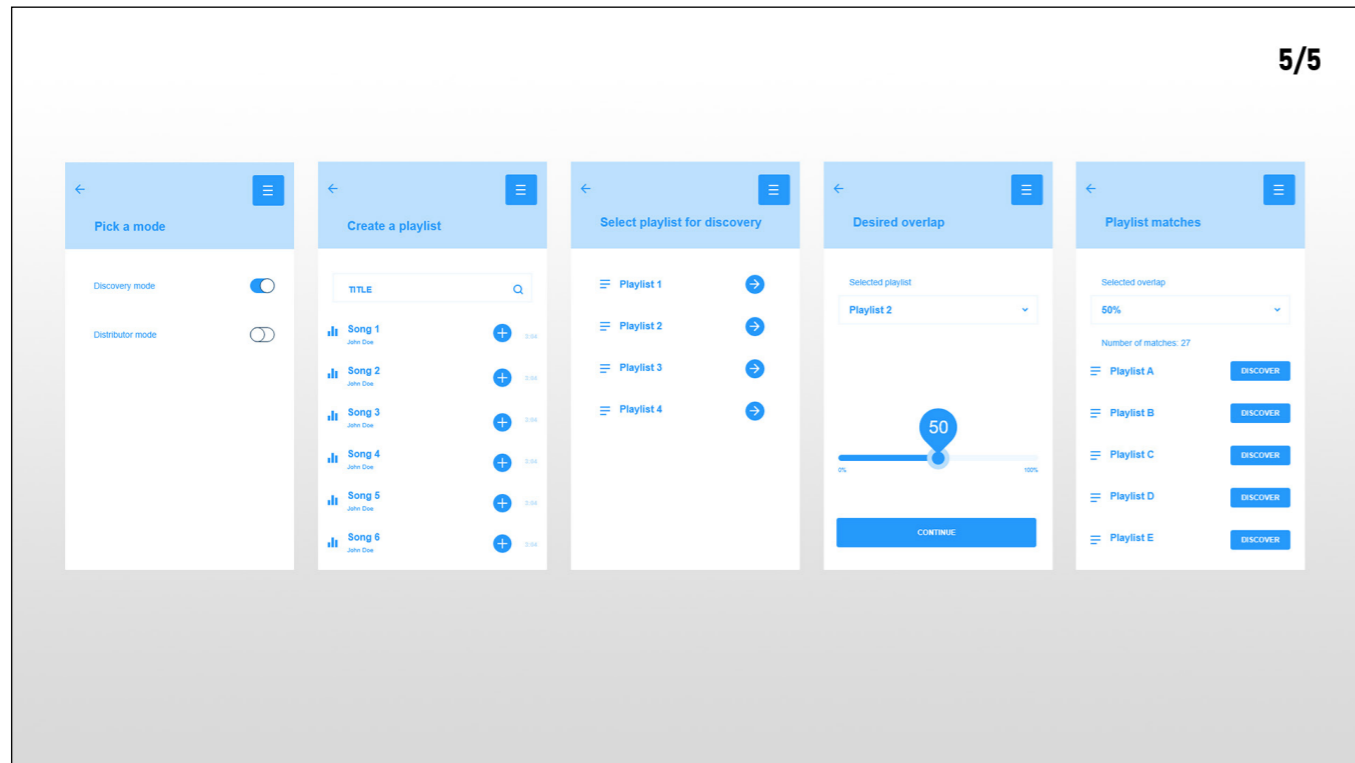 5/5
Pick a mode
Discovery mode
Distributor mode
Create a playlist
TITLE
Song 1
John Doe
Song 2
John Doe
Song 3
John Doe
Song 4
John Doe
Song 5
John Doe
Song 6
John Doe
Select playlist for discovery
Playlist 1
Playlist 2
Playlist 3
Playlist 4
Desired overlap
Selected playlist
Playlist 2
50
0%
100%
CONTINUE
Playlist matches
Selected overlap
50%
Number of matches: 27
Playlist A
DISCOVER
Playlist B
DISCOVER
Playlist C
DISCOVER
Playlist D
DISCOVER
Playlist E
DISCOVER